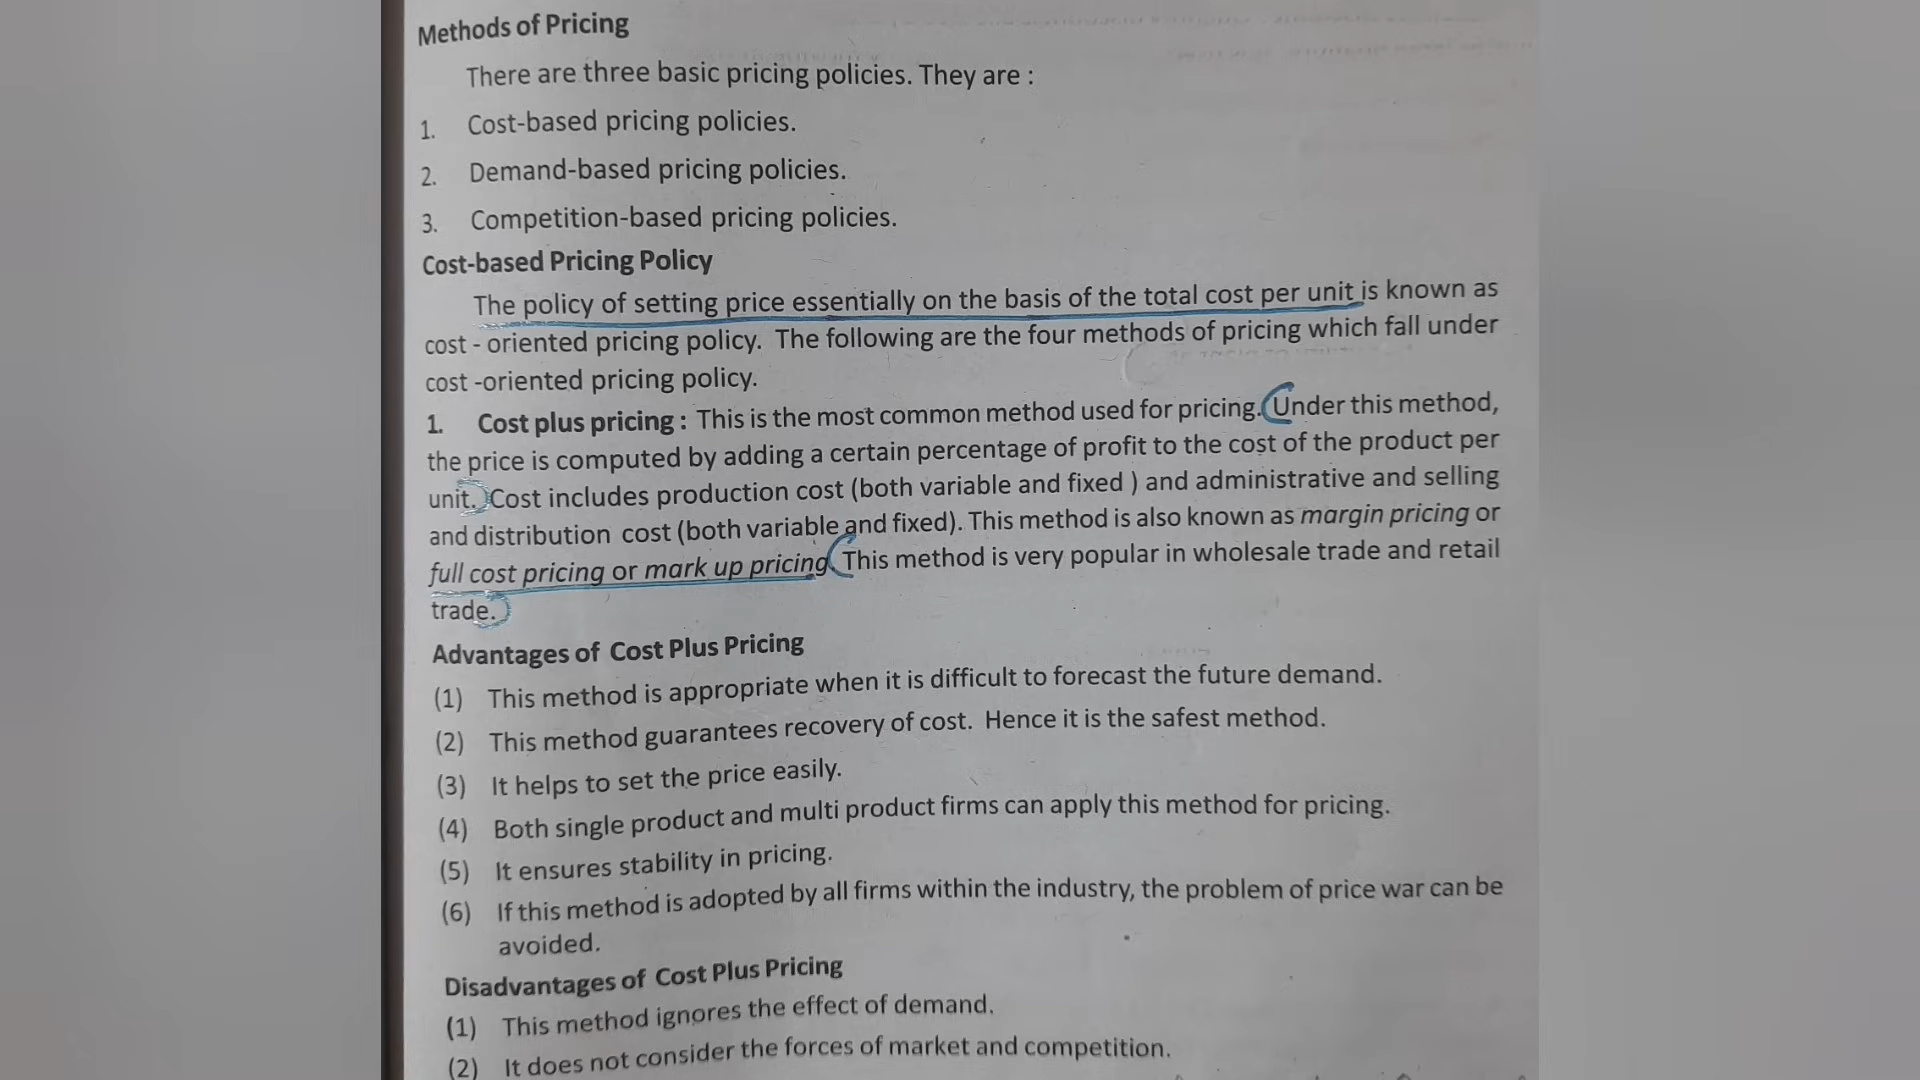 Methods of Pricing
There are three basic pricing policies. They are :
1. Cost-based pricing policies.
2. Demand-based pricing policies.
3. Competition-based pricing policies.
Cost-based Pricing Policy
The policy of setting price essentially on the basis of the total cost per unit is known as
cost - oriented pricing policy. The following are the four methods of pricing which fall under
cost -oriented pricing policy.
1. Cost plus pricing : This is the most common method used for pricing. Under this method,
the price is computed by adding a certain percentage of profit to the cost of the product per
unit. Cost includes production cost (both variable and fixed ) and administrative and selling
and distribution cost (both variable and fixed). This method is also known as margin pricing or
full cost pricing or mark up pricing. This method is very popular in wholesale trade and retail
trade.
Advantages of Cost Plus Pricing
(1) This method is appropriate when it is difficult to forecast the future demand.
(2) This method guarantees recovery of cost. Hence it is the safest method.
(3) It helps to set the price easily.
(4) Both single product and multi product firms can apply this method for pricing.
(5) It ensures stability in pricing.
(6) If this method is adopted by all firms within the industry, the problem of price war can be
avoided.
Disadvantages of Cost Plus Pricing
(1) This method ignores the effect of demand.
(2) It does not consider the forces of market and competition.